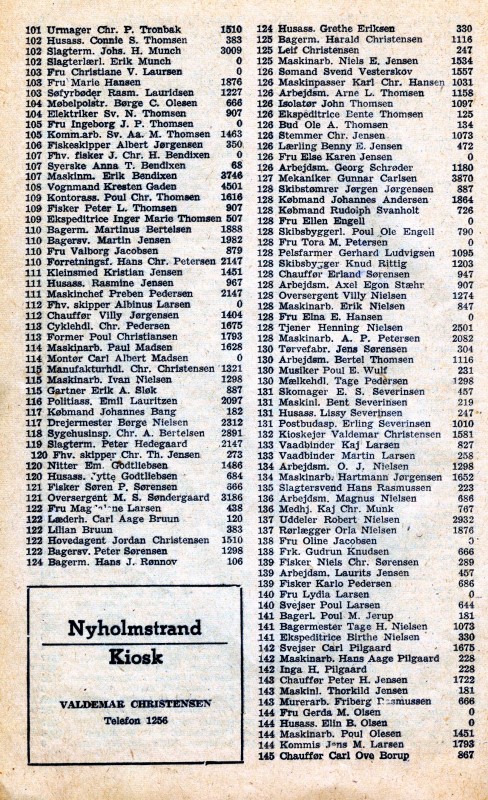 101 Urmager Chr. P. Tronbak 1510
102 Husass. Connie S. Thomsen 383
102 Slagterm. Johs. H. Munch 3009
102 Slagterlærl. Erik Munch 0
103 Fru Christiane V. Laursen 0
103 Fru Marie Hansen 1876
103 Søfyrbøder Rasm. Lauridsen 1227
104 Møbelpolstr. Børge C. Olesen 666
104 Elektriker Sv. N. Thomsen 907
105 Fru Ingeborg J. P. Thomsen 0
105 Komm.arb. Sv. Aa. M. Thomsen 1463
106 Fiskeskipper Albert Jørgensen 350
107 Fhv. fisker J. Chr. H. Bendixen 0
107 Syerske Anna T. Bendixen 68
107 Maskinm. Erik Bendixen 3746
108 Vognmand Kresten Gaden 4501
109 Kontorass. Poul Chr. Thomsen 1616
109 Fisker Peter L. Thomsen 907
109 Ekspeditrice Inger Marie Thomsen 507
110 Bagerm. Martinus Bertelsen 1888
110 Bagersv. Martin Jensen 1982
110 Fru Valborg Jacobsen 879
110 Forretningsf. Hans Chr. Petersen 2147
111 Kleinsmed Kristian Jensen 1451
111 Husass. Rasmine Jensen 967
111 Maskinchef Preben Pedersen 2147
112 Fhv. skipper Albinus Larsen 0
112 Chauffør Villy Jørgensen 1404
113 Cyklehdl. Chr. Pedersen 1675
113 Former Poul Christiansen 1793
114 Maskinarb. Paul Madsen 1628
114 Montør Carl Albert Madsen 0
115 Manufakturhdl. Chr. Christensen 1321
115 Maskinarb. Ivan Nielsen 1298
115 Gartner Erik A. Sløk 887
116 Politiass. Emil Lauritzen 2097
117 Købmand Johannes Bang 182
117 Drejermester Børge Nielsen 2312
118 Sygehusinsp. Chr. A. Bertelsen 2891
119 Slagterm. Peter Hedegaard 2147
120 Fhv. skipper Chr. Th. Jensen 273
120 Nitter Em. Godtliebsen 1486
120 Husass. Jytte Godtliebsen 684
121 Fisker Søren P. Sørensen 666
121 Oversergent M. S. Søndergaard 3186
122 Fru Larsen 438
122 Læderh. Carl Aage Bruun 120
122 Lilian Bruun 383
122 Hovedagent Jordan Christensen 1510
122 Bagersv. Peter Sørensen 1298
124 Bagerm. Hans J. Rønnov 106
Nyholmstrand
Kiosk
VALDEMAR CHRISTENSEN
Telefon 1256
124 Husass. Grethe Eriksen 330
125 Bagerm. Harald Christensen 1116
125 Leif Christensen 247
125 Maskinarb. Niels E. Jensen 1534
126 Sømand Svend Vesterskov 1557
126 Maskinpasser Karl Chr. Hansen 1031
126 Arbejdsm. Arne L. Thomsen 1158
126 Isolatør John Thomsen 1097
126 Ekspeditrice Bente Thomsen 125
126 Bud Ole A. Thomsen 134
126 Stemmer Chr. Jensen 1073
126 Lærling Benny E. Jensen 472
126 Fru Else Karen Jensen 0
126 Arbejdsm. Georg Schrøder 1180
127 Mekaniker Gunnar Carlsen 3870
128 Skibstømrer Jørgen Jørgensen 887
128 Købmand Johannes Andersen 1864
128 Købmand Rudolph Svanholt 726
128 Fru Ellen Engell 0
128 Skibsbyggerl. Poul Ole Engell 790
128 Fru Tora M. Petersen 0
128 Pelsfarmer Gerhard Ludvigsen 1095
128 Skibsbygger Knud Rittig 1203
128 Chauffør Erland Sørensen 947
128 Arbejdsm. Axel Egon Stæhr 907
128 Oversergent Villy Nielsen 1274
128 Maskinarb. Erik Nielsen 847
128 Fru Elna E. Hansen 0
128 Tjener Henning Nielsen 2501
128 Maskinarb. A. P. Petersen 2082
130 Tørvefabr. Jens Sørensen 304
130 Arbejdsm. Bertel Thomsen 1116
130 Musiker Poul E. Wulf 231
130 Mælkehdl. Tage Pedersen 1298
131 Skomager E. S. Severinsen 457
131 Maskinl. Bent Severinsen 219
131 Husass. Lissy Severinsen 247
131 Postbudasp. Erling Severinsen 1010
132 Kioskejer Valdemar Christensen 1581
133 Vaadbinder Kaj Larsen 827
133 Vaadbinder Martin Larsen 258
134 Arbejdsm. O. J. Nielsen 1298
134 Maskinarb. Hartmann Jørgensen 1652
135 Slagtersvend Hans Rasmussen 223
136 Arbejdsm. Magnus Nielsen 686
136 Medhj. Kaj Chr. Munk 767
137 Uddeler Robert Nielsen 2932
137 Rørlægger Orla Nielsen 1876
138 Fru Oline Jacobsen 0
138 Frk. Gudrun Knudsen 666
139 Fisker Niels Chr. Sørensen 289
139 Arbejdsm. Laurits Jensen 457
139 Fisker Karlo Pedersen 686
140 Fru Lydia Larsen 0
140 Svejser Poul Larsen 644
141 Bagerl. Poul M. Jerup 181
141 Bagermester Tage H. Nielsen 1073
141 Ekspeditrice Birthe Nielsen 330
142 Svejser Carl Pilgaard 1675
142 Maskinarb. Hans Aage Pilgaard 228
142 Inga H. Pilgaard 228
143 Chauffør Peter H. Jensen 1722
143 Maskinl. Thorkild Jensen 181
143 Murerarb. Friberg Rasmussen 666
144 Fru Gerda M. Olsen 0
144 Husass. Elin B. Olsen 0
144 Maskinarb. Poul Olesen 1451
144 Kommis Jens M. Larsen 1793
145 Chauffør Carl Ove Borup 867